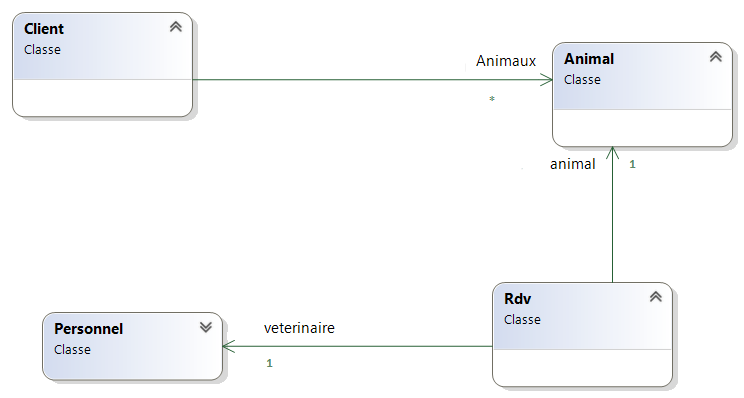 Client
Classe
Animaux
*
Animal
Classe
animal
1
Rdv
Classe
veterinaire
1
Personnel
Classe